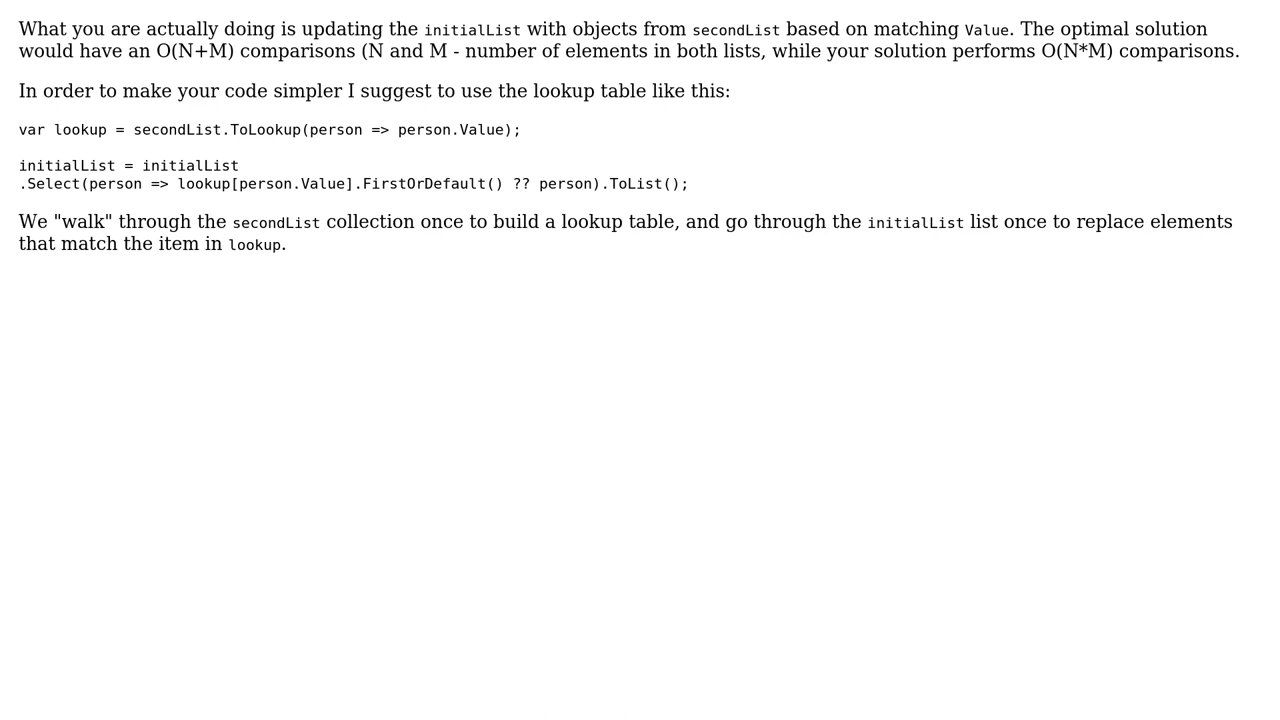 What you are actually doing is updating the initialList with objects from secondList based on matching Value. The optimal solution
would have an O(N+M) comparisons (N and M - number of elements in both lists, while your solution performs O(N*M) comparisons.
In order to make your code simpler I suggest to use the lookup table like this:
var lookup = secondList.ToLookup(person => person.Value);
initialList = initialList
.Select(person => lookup[person.Value].FirstOrDefault() ?? person).ToList();
We "walk" through the secondList collection once to build a lookup table, and go through the initialList list once to replace elements
that match the item in lookup.